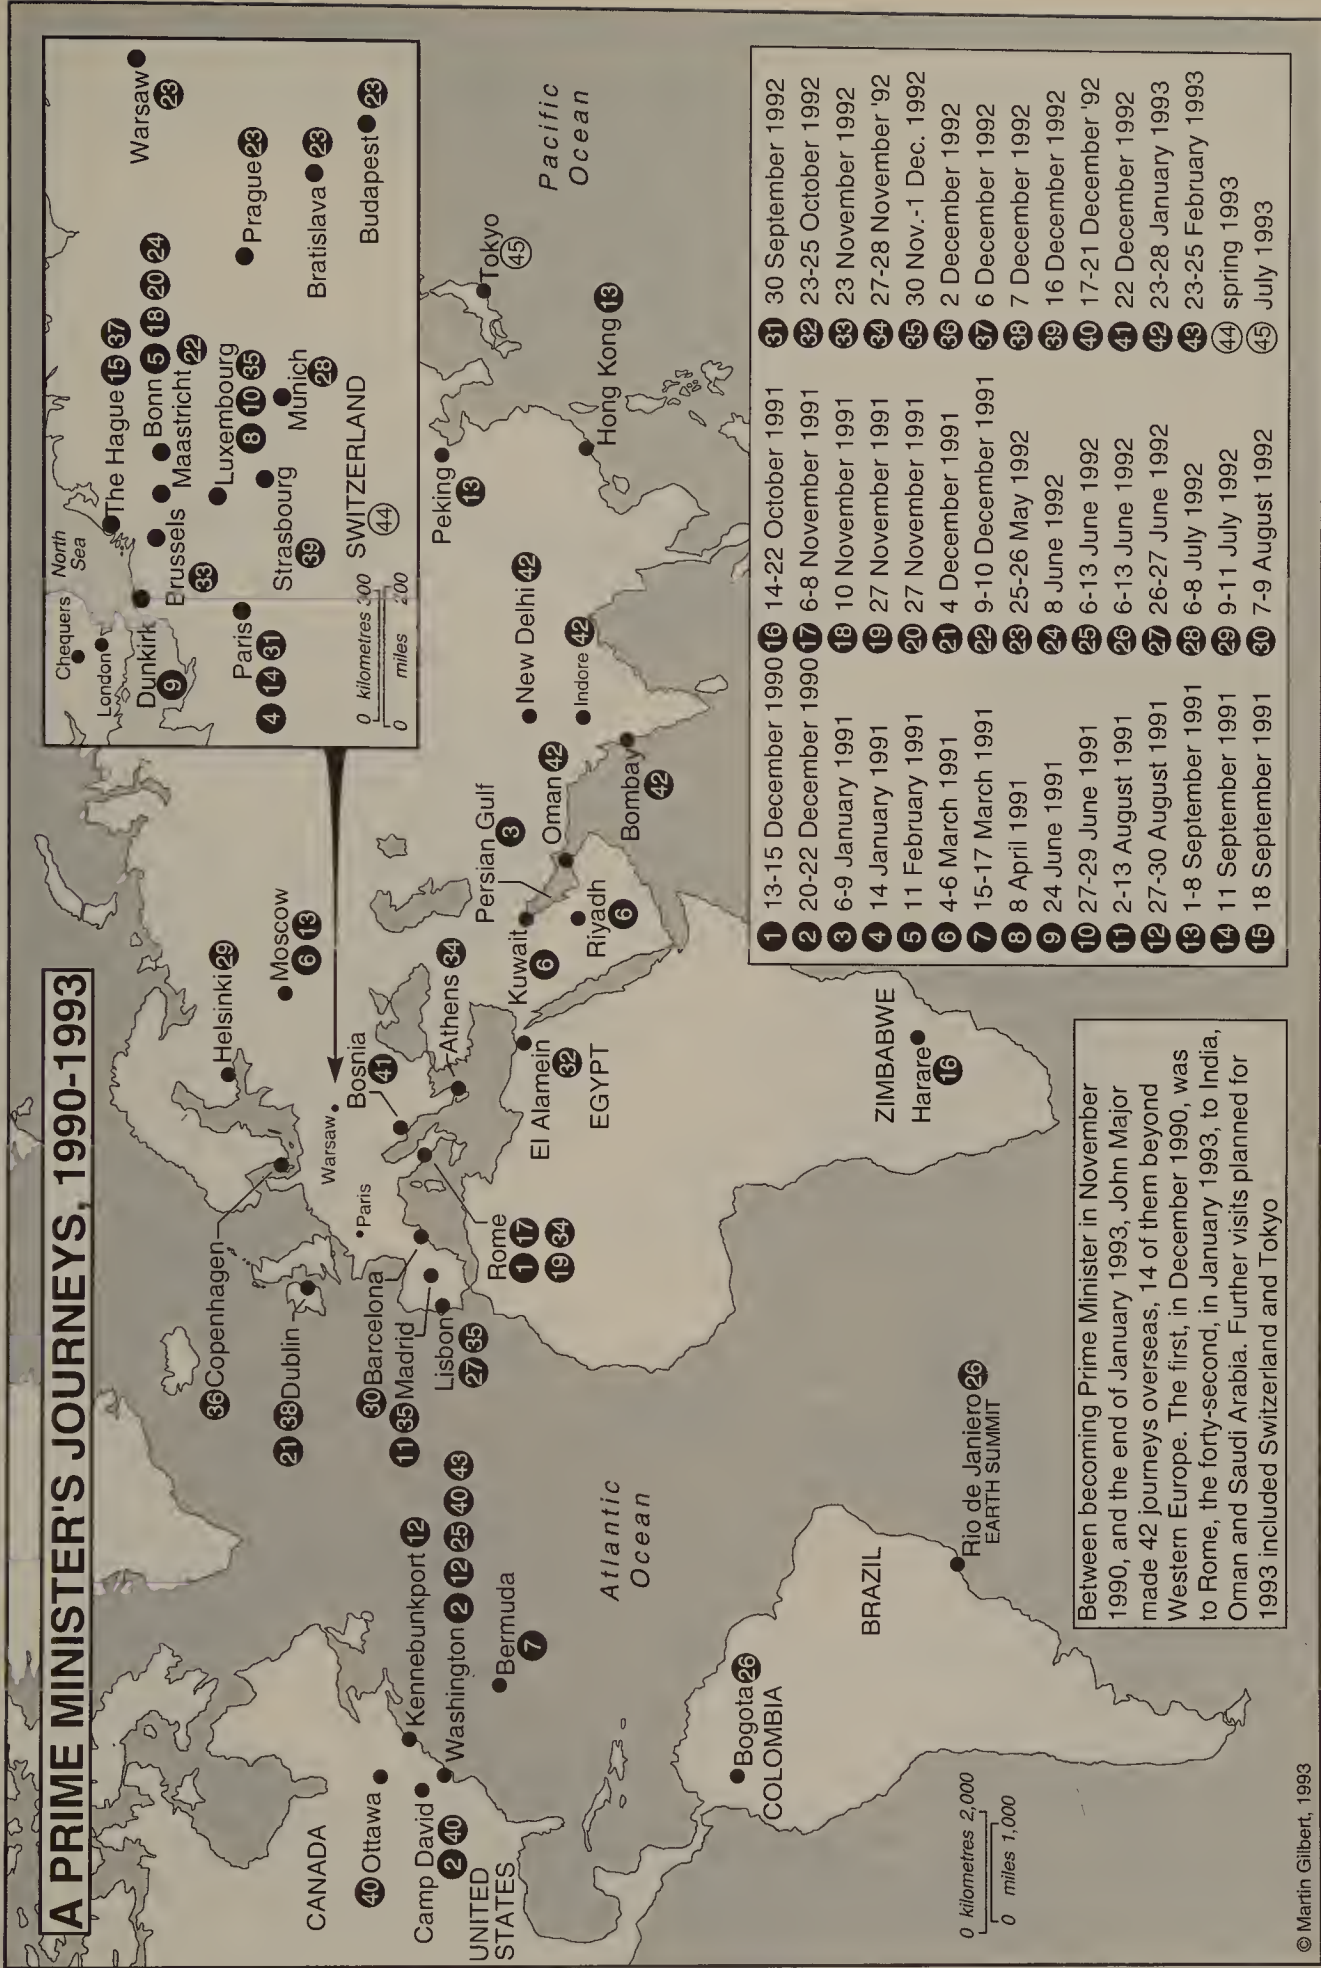 A PRIME MINISTER'S JOURNEYS, 1990-1993
CANADA
40 Ottawa
Camp David
2 40
UNITED
STATES
Kennebunkport 12
Washington 2 12 25 40 43
Bermuda
7
Atlantic
Ocean
36 Copenhagen
21 38 Dublin
30 Barcelona
11 35 Madrid
Lisbon
27 35
Paris
Warsaw
Helsinki 29
Moscow
6 13
Bosnia
41
Athens 34
Rome
1 17
19 34
El Alamein
32
EGYPT
Kuwait
6
Riyadh
6
Persian Gulf
3
Oman 42
Bombay
42
New Delhi 42
Indore 42
Peking
13
Hong Kong 13
Tokyo
45
Pacific
Ocean
ZIMBABWE
Harare
16
Bogota 26
COLOMBIA
BRAZIL
Rio de Janiero 26
EARTH SUMMIT
0 kilometres 2,000
0 miles 1,000
Chequers
North
Sea
London
The Hague 15 37
Dunkirk
9
Brussels
33
Bonn 5 18 20 24
Maastricht
22
Luxembourg
8 10 35
Paris
4 14 31
Strasbourg
39
Munich
28
SWITZERLAND
44
Warsaw
23
Prague 23
Bratislava 23
Budapest 23
0 kilometres 300
0 miles 200
1 13-15 December 1990
2 20-22 December 1990
3 6-9 January 1991
4 14 January 1991
5 11 February 1991
6 4-6 March 1991
7 15-17 March 1991
8 8 April 1991
9 24 June 1991
10 27-29 June 1991
11 2-13 August 1991
12 27-30 August 1991
13 1-8 September 1991
14 11 September 1991
15 18 September 1991
16 14-22 October 1991
17 6-8 November 1991
18 10 November 1991
19 27 November 1991
20 27 November 1991
21 4 December 1991
22 9-10 December 1991
23 25-26 May 1992
24 8 June 1992
25 6-13 June 1992
26 6-13 June 1992
27 26-27 June 1992
28 6-8 July 1992
29 9-11 July 1992
30 7-9 August 1992
31 30 September 1992
32 23-25 October 1992
33 23 November 1992
34 27-28 November '92
35 30 Nov.-1 Dec. 1992
36 2 December 1992
37 6 December 1992
38 7 December 1992
39 16 December 1992
40 17-21 December '92
41 22 December 1992
42 23-28 January 1993
43 23-25 February 1993
44 spring 1993
45 July 1993
Between becoming Prime Minister in November
1990, and the end of January 1993, John Major
made 42 journeys overseas, 14 of them beyond
Western Europe. The first, in December 1990, was
to Rome, the forty-second, in January 1993, to India,
Oman and Saudi Arabia. Further visits planned for
1993 included Switzerland and Tokyo
© Martin Gilbert, 1993